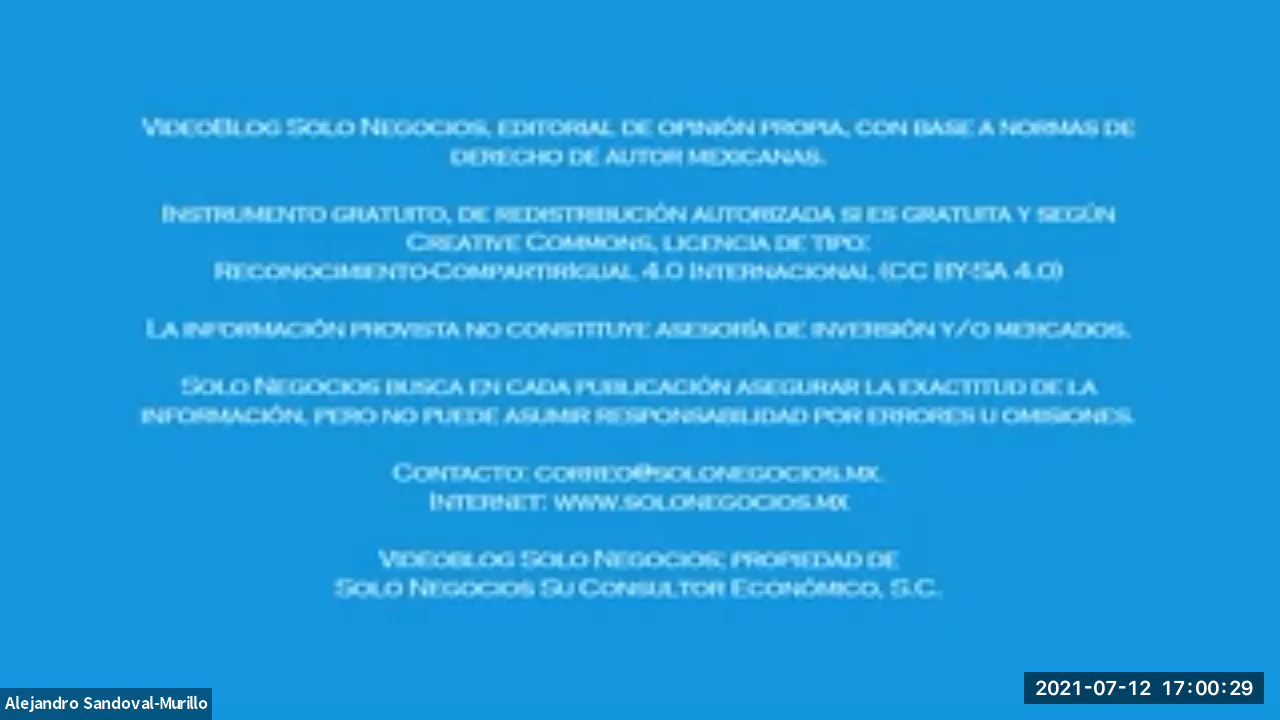 VideoBlog Solo Negocios, editorial de opinión propia, con base a normas de
derecho de autor mexicanas.
Instrumento gratuito, de redistribución autorizada si es gratuita y según
Creative Commons, licencia de tipo:
Reconocimiento-CompartirIgual 4.0 Internacional (CC BY-SA 4.0)
La información provista no constituye asesoría de inversión y/o mercados.
Solo Negocios busca en cada publicación asegurar la exactitud de la
información, pero no puede asumir responsabilidad por errores u omisiones.
Contacto: correo@solonegocios.mx.
Internet: www.solonegocios.mx
Videoblog Solo Negocios: propiedad de
Solo Negocios Su Consultor Económico, S.C.
Alejandro Sandoval-Murillo
2021-07-12 17:00:29